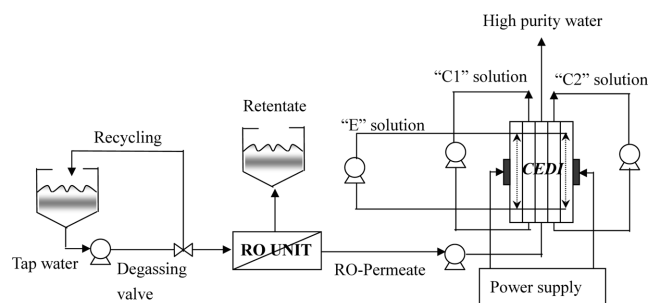 High purity water
“C1” solution
“C2” solution
Retentate
“E” solution
Recycling
CEDI
RO UNIT
Tap water
Degassing
valve
RO-Permeate
Power supply